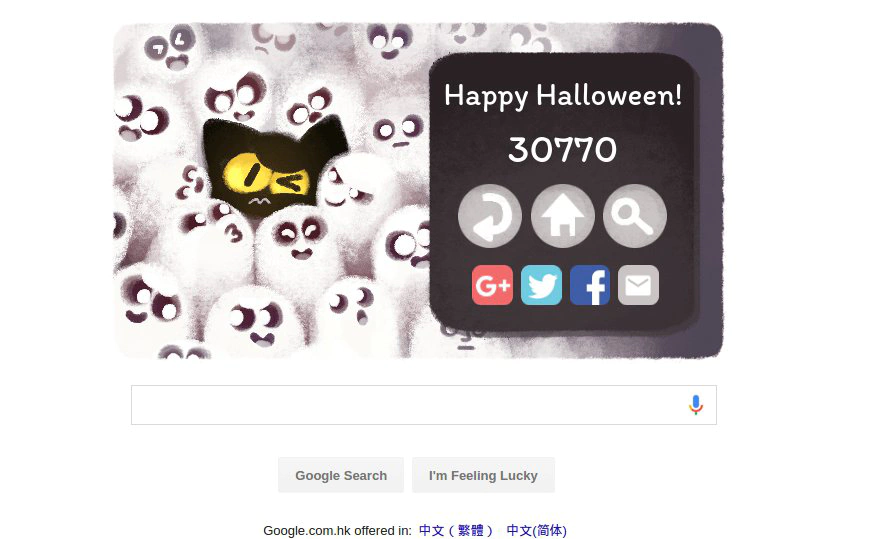 Happy Halloween!
30770
G+
f
Google Search
I'm Feeling Lucky
Google.com.hk offered in: 中文（繁體） 中文(简体)